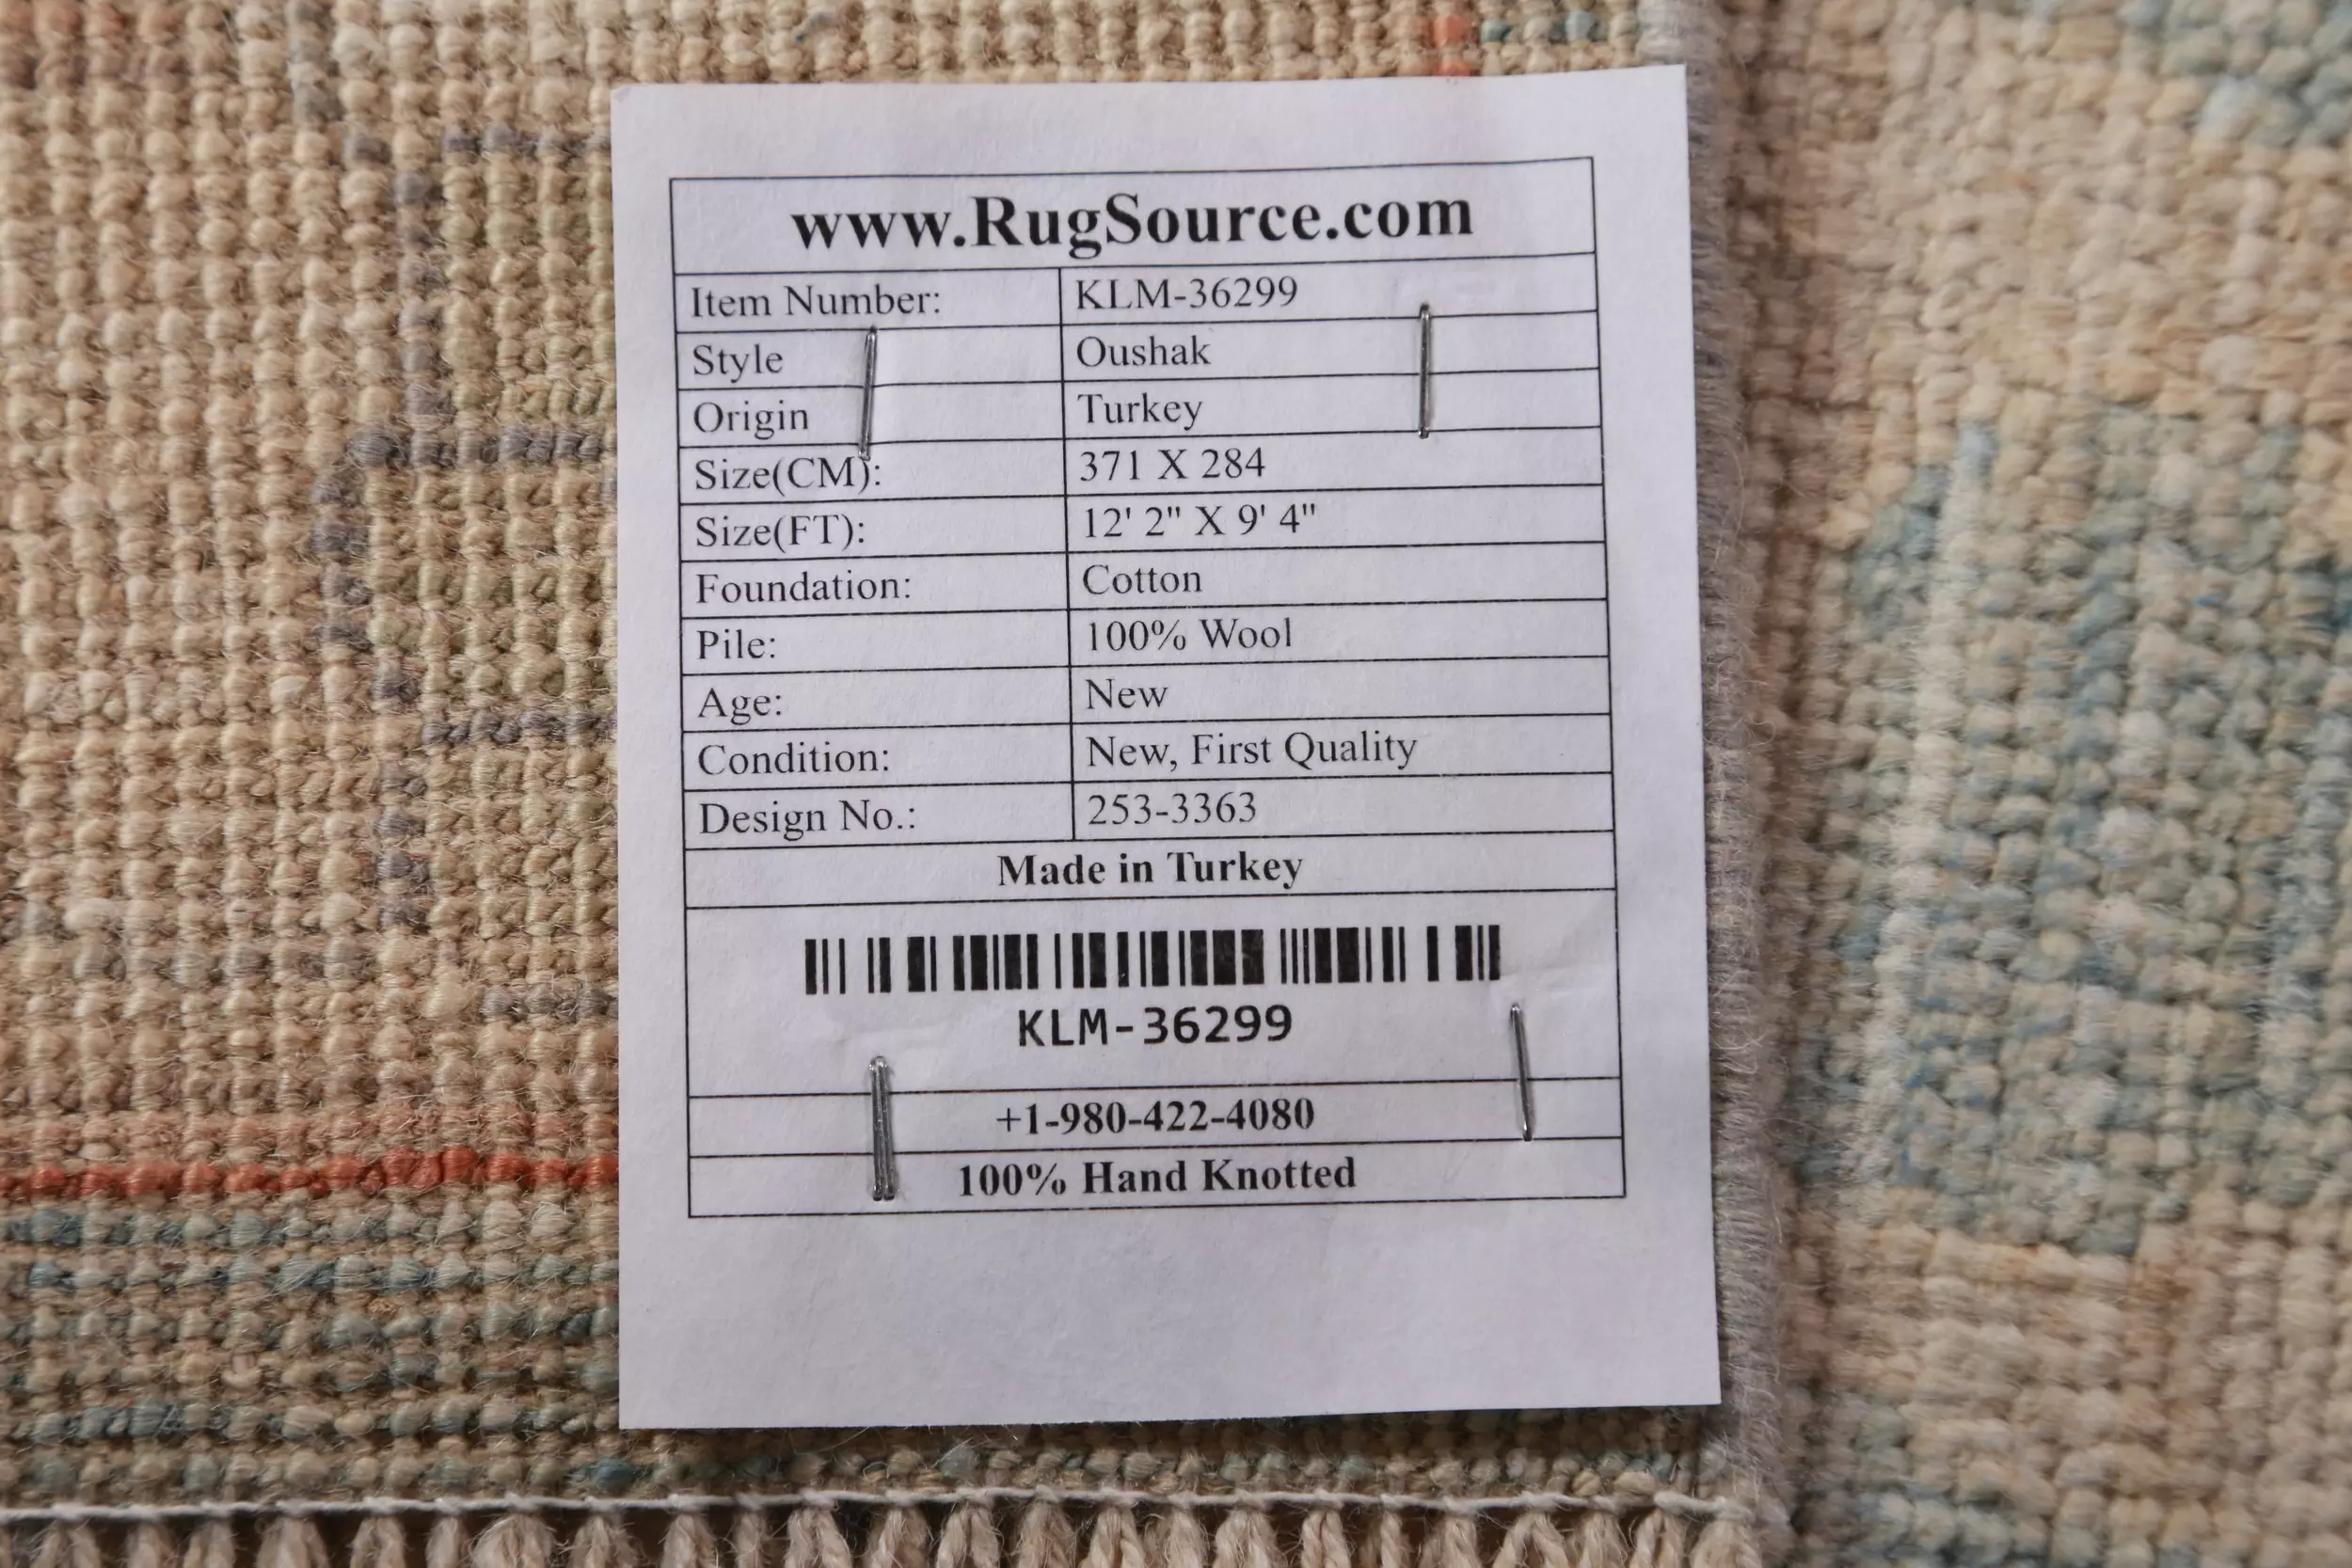 www.RugSource.com
Item Number: KLM-36299
Style Oushak
Origin Turkey
Size(CM): 371 X 284
Size(FT): 12' 2" X 9' 4"
Foundation: Cotton
Pile: 100% Wool
Age: New
Condition: New, First Quality
Design No.: 253-3363
Made in Turkey
KLM-36299
+1-980-422-4080
100% Hand Knotted